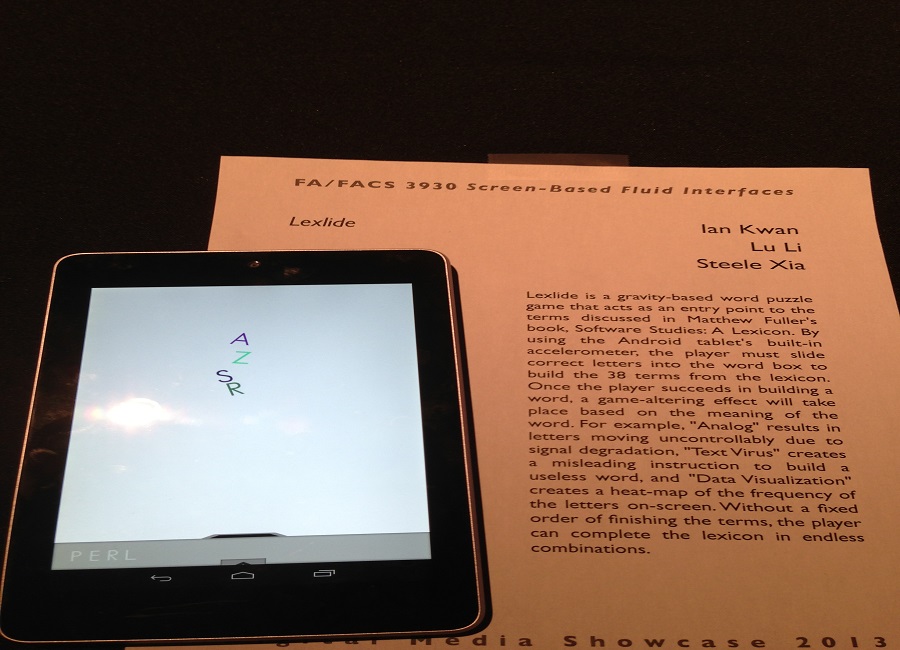 FA/FACS 3930 Screen-Based Fluid Interfaces
Lexlide
Ian Kwan
Lu Li
Steele Xia
Lexlide is a gravity-based word puzzle
game that acts as an entry point to the
terms discussed in Matthew Fuller's
book, Software Studies: A Lexicon. By
using the Android tablet's built-in
accelerometer, the player must slide
correct letters into the word box to
build the 38 terms from the lexicon.
Once the player succeeds in building a
word, a game-altering effect will take
place based on the meaning of the
word. For example, "Analog" results in
letters moving uncontrollably due to
signal degradation, "Text Virus" creates
a misleading instruction to build a
useless word, and "Data Visualization"
creates a heat-map of the frequency of
the letters on-screen. Without a fixed
order of finishing the terms, the player
can complete the lexicon in endless
combinations.
A
Z
S
R
PERL
Media Showcase 2013